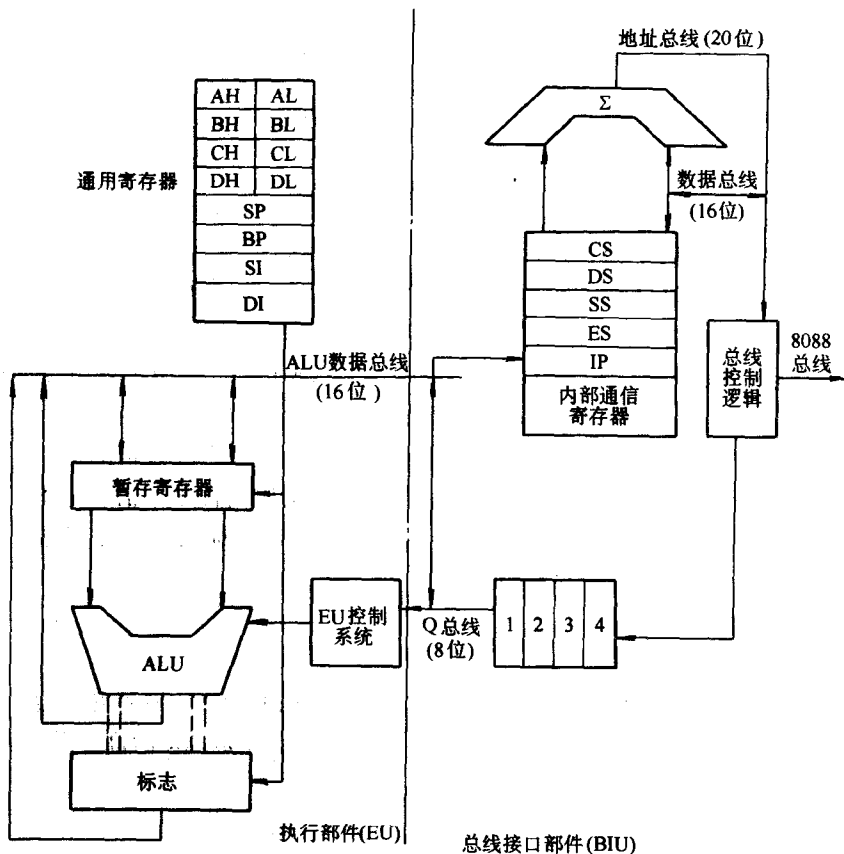 地址总线(20位)
Σ
AH AL
BH BL
CH CL
DH DL
SP
BP
SI
DI
通用寄存器
数据总线
(16位)
CS
DS
SS
ES
IP
内部通信
寄存器
总线
控制
逻辑
8088
总线
ALU数据总线
(16位)
暂存寄存器
ALU
标志
EU控制
系统
Q总线
(8位)
1 2 3 4
执行部件(EU)
总线接口部件(BIU)